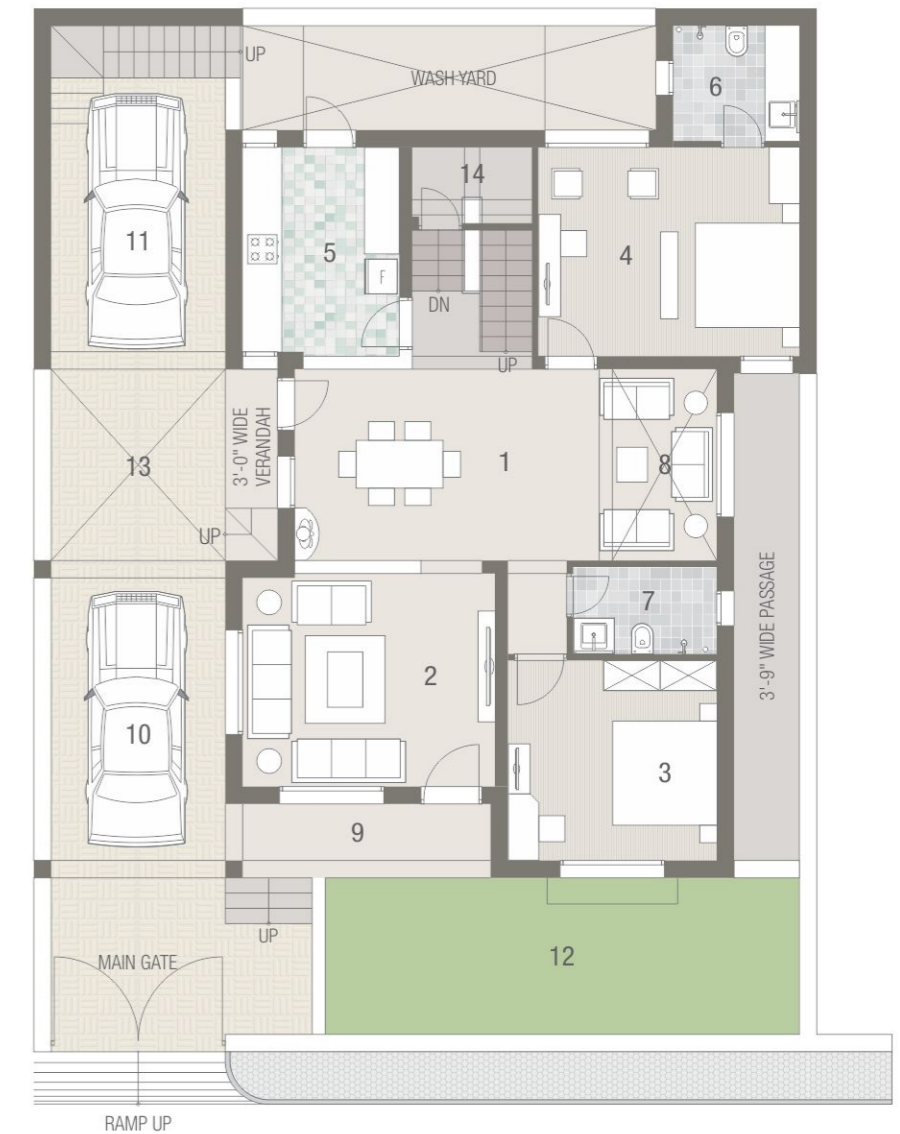 UP
WASH YARD
6
14
11
5
4
F
DN
UP
3'-0" WIDE
VERANDAH
1
13
8
UP
7
3'-9" WIDE PASSAGE
2
10
3
9
UP
MAIN GATE
12
RAMP UP